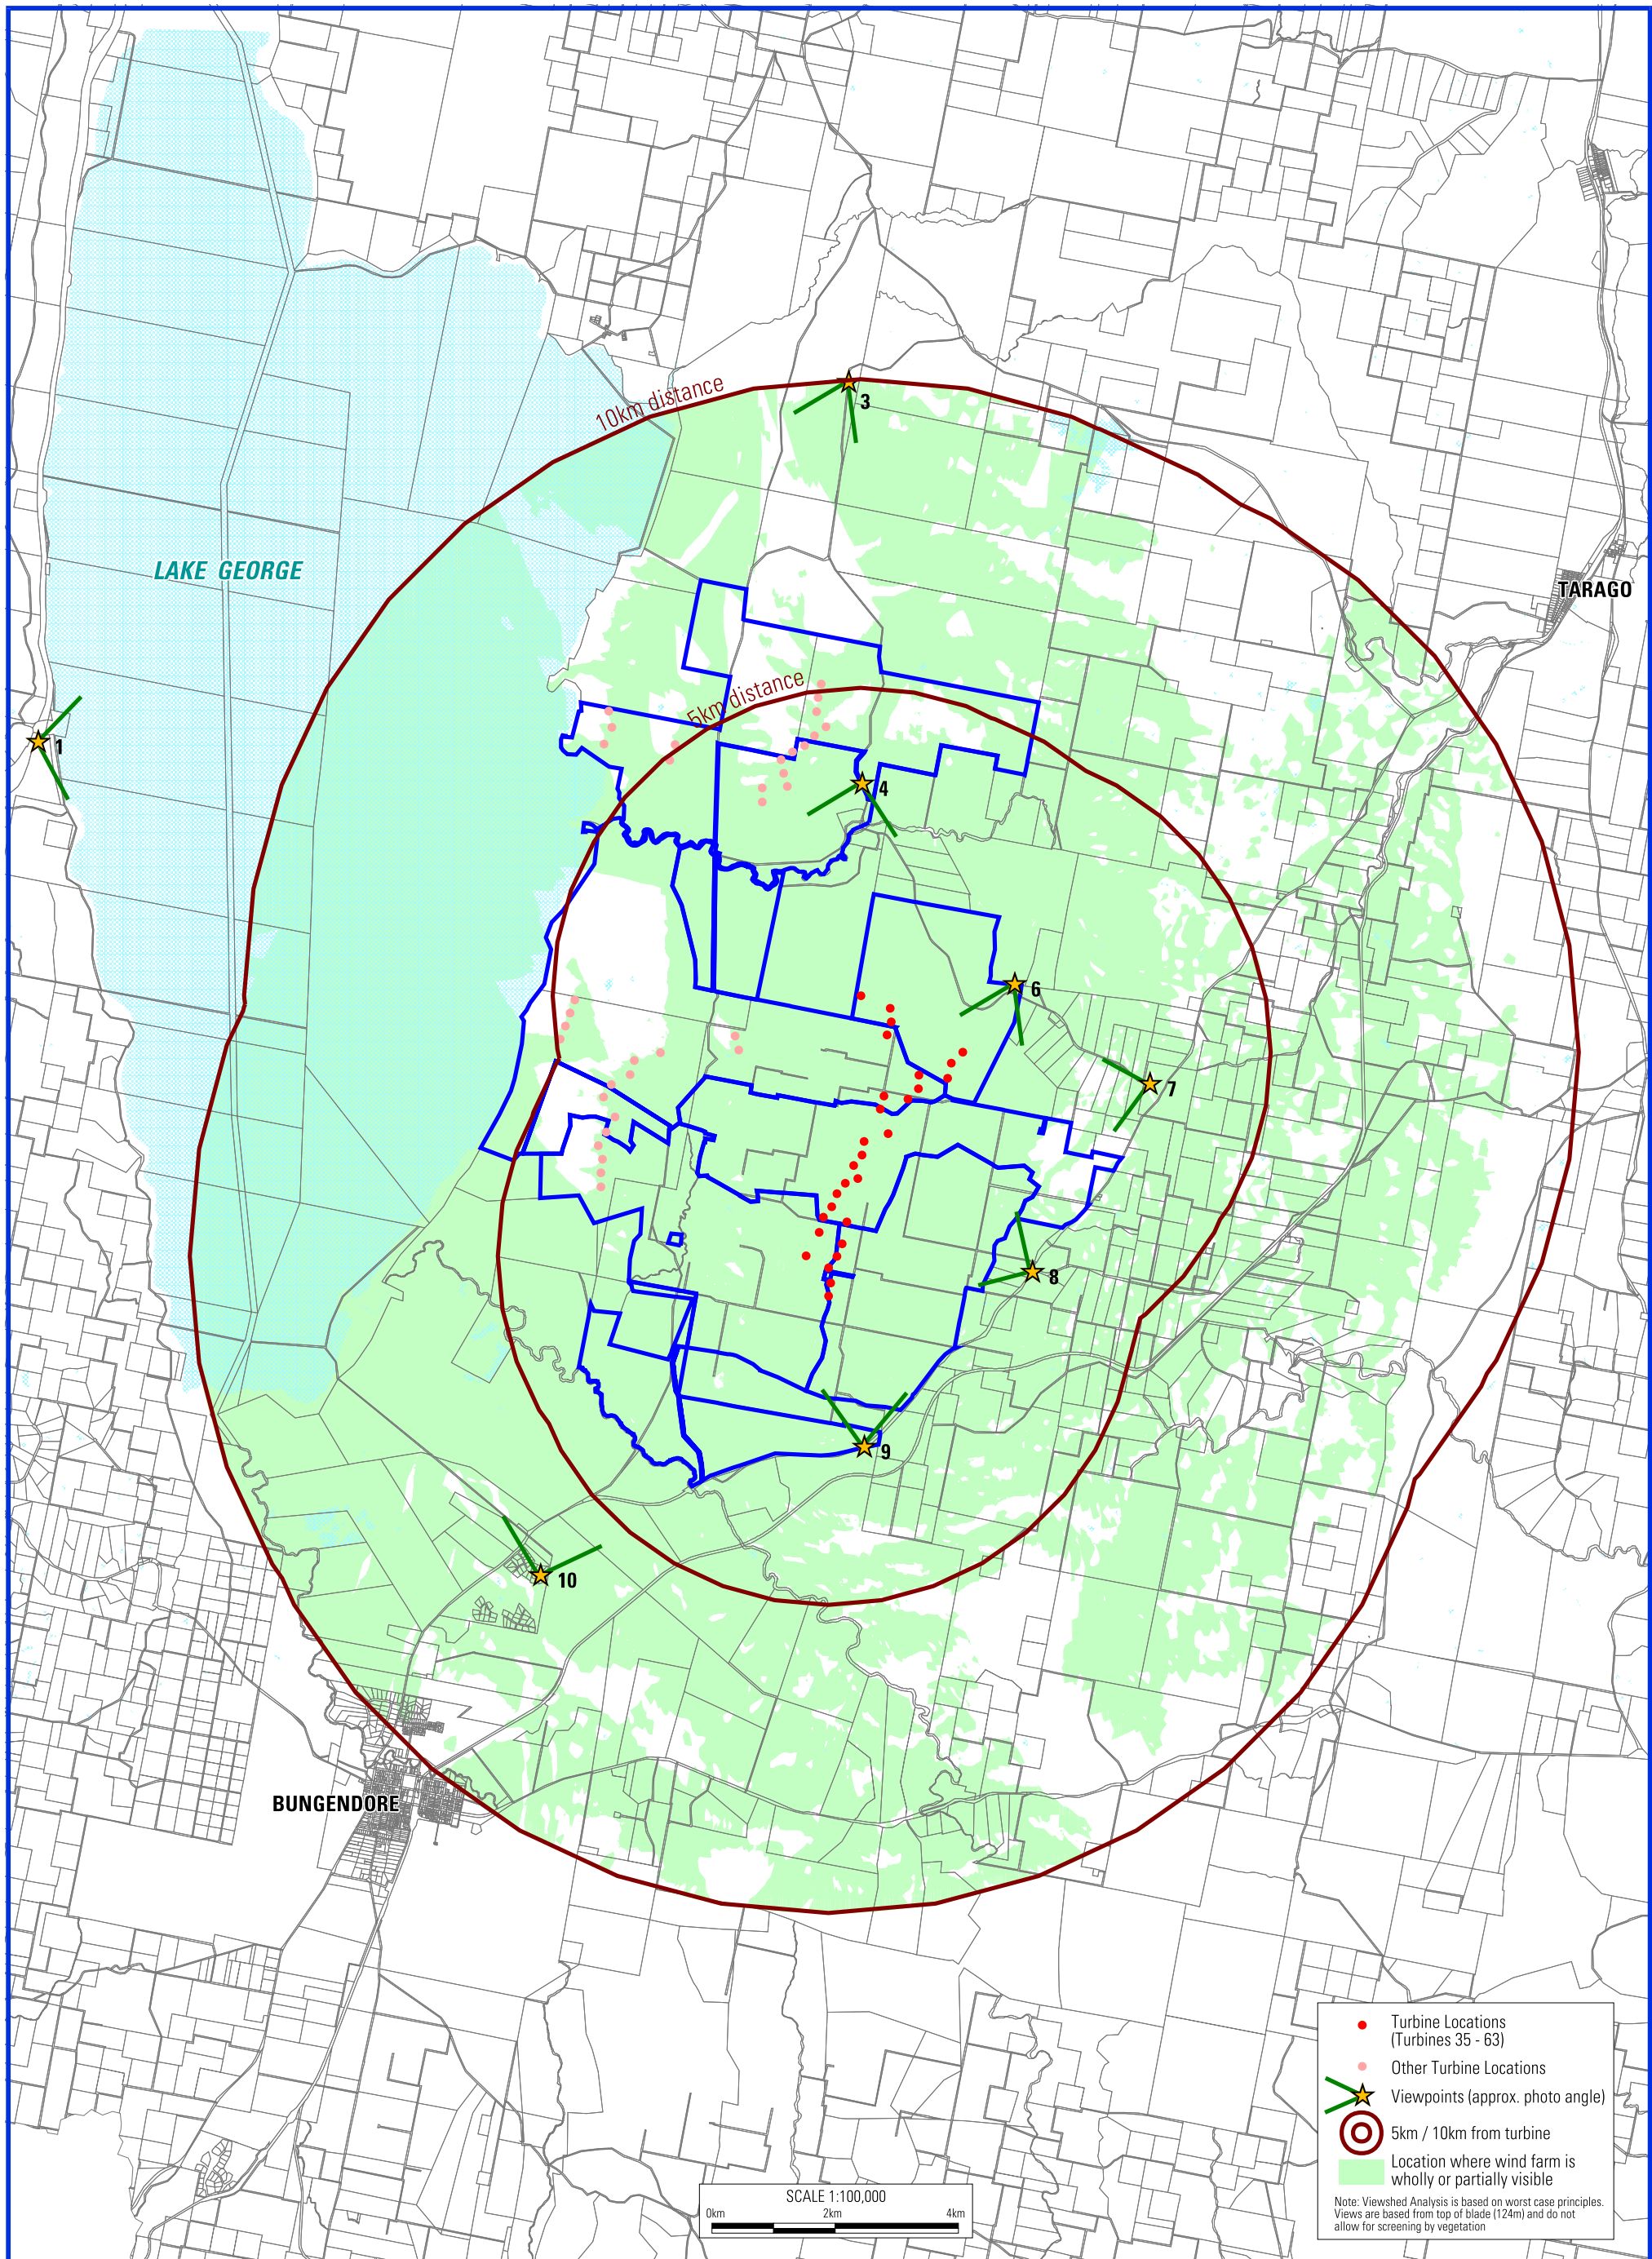 10km distance
3
LAKE GEORGE
TARAGO
5km distance
1
4
6
7
8
9
10
BUNGENDORE
Turbine Locations
(Turbines 35 - 63)
Other Turbine Locations
Viewpoints (approx. photo angle)
5km / 10km from turbine
Location where wind farm is
wholly or partially visible
Note: Viewshed Analysis is based on worst case principles.
Views are based from top of blade (124m) and do not
allow for screening by vegetation
SCALE 1:100,000
0km 2km 4km